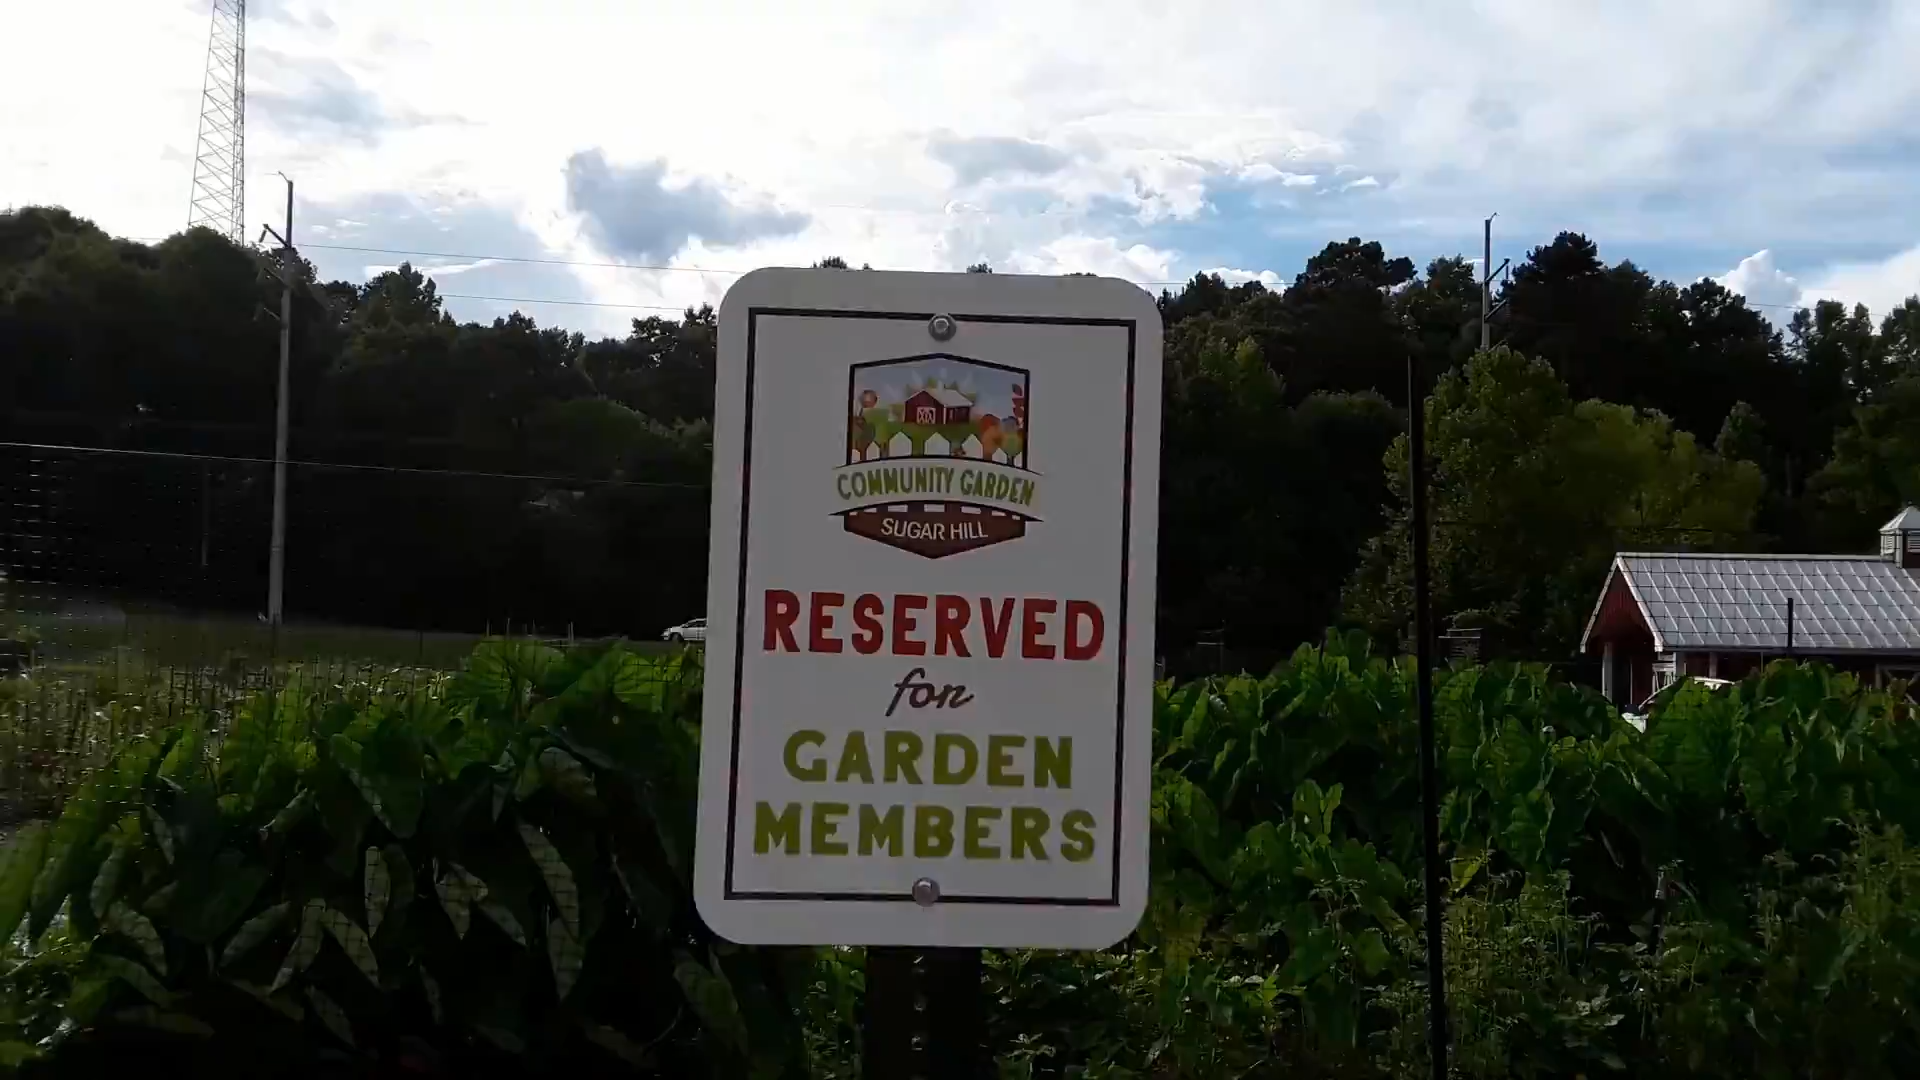 COMMUNITY GARDEN
SUGAR HILL
RESERVED
for
GARDEN
MEMBERS